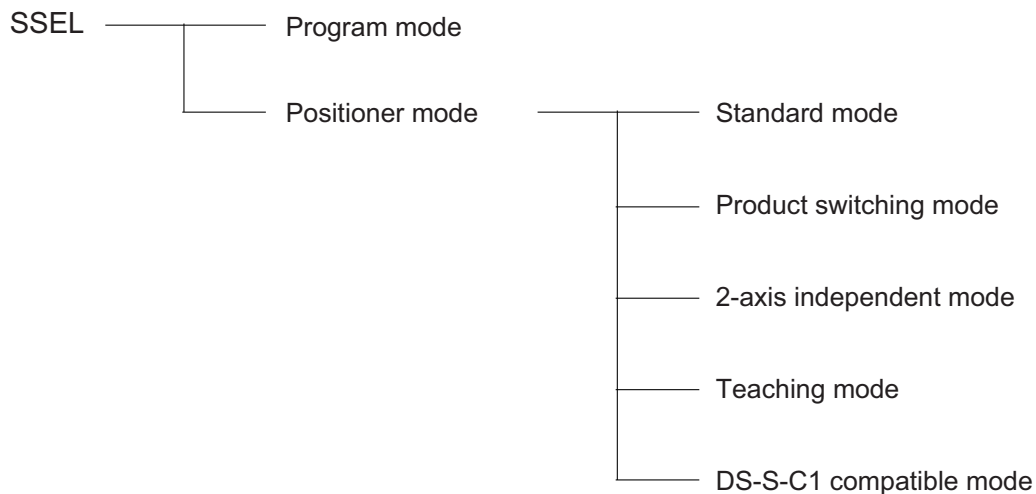 SSEL
Program mode
Positioner mode
Standard mode
Product switching mode
2-axis independent mode
Teaching mode
DS-S-C1 compatible mode